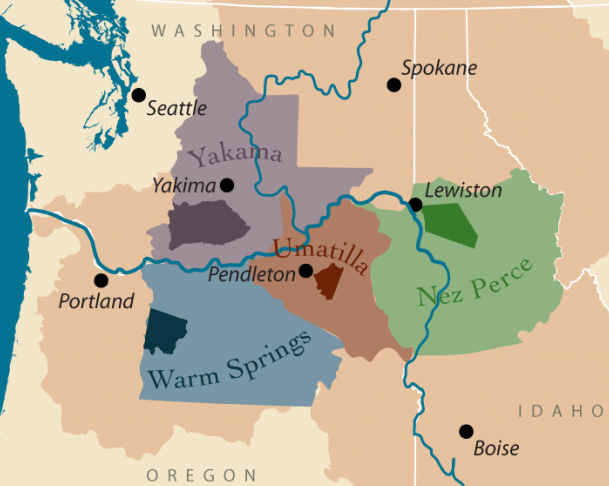 WASHINGTON
Spokane
Seattle
Yakama
Yakima
Lewiston
Umatilla
Pendleton
Nez Perce
Portland
Warm Springs
IDAHO
Boise
OREGON